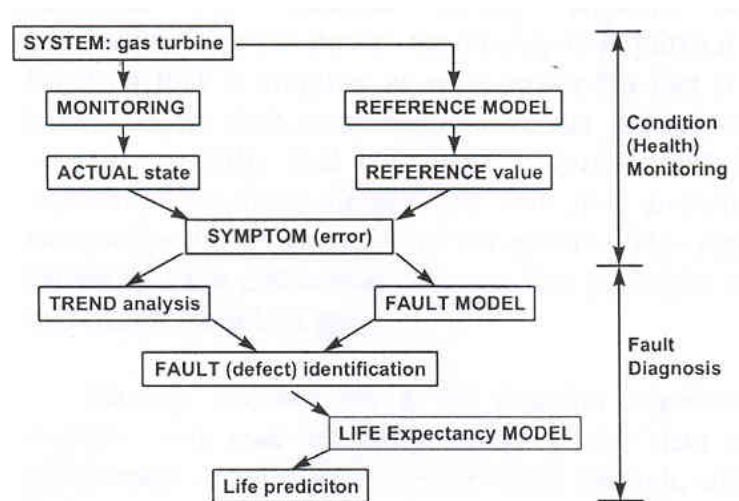 SYSTEM: gas turbine
MONITORING
REFERENCE MODEL
Condition
(Health)
Monitoring
ACTUAL state
REFERENCE value
SYMPTOM (error)
TREND analysis
FAULT MODEL
Fault
Diagnosis
FAULT (defect) identification
LIFE Expectancy MODEL
Life prediciton